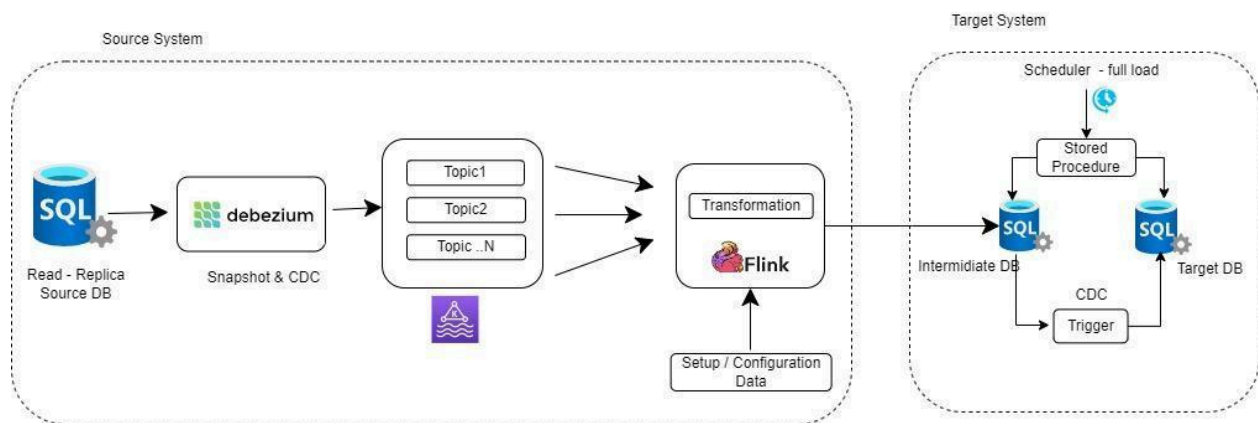 Source System
Target System
Scheduler - full load
Stored
Procedure
SQL
Read - Replica
Source DB
debezium
Snapshot & CDC
Topic1
Topic2
Topic ..N
K
Transformation
Flink
Setup / Configuration
Data
SQL
Intermidiate DB
SQL
Target DB
CDC
Trigger